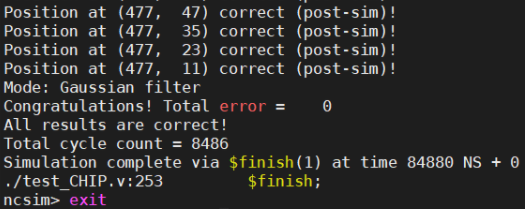 Position at (477,  47) correct (post-sim)!
Position at (477,  35) correct (post-sim)!
Position at (477,  23) correct (post-sim)!
Position at (477,  11) correct (post-sim)!
Mode: Gaussian filter
Congratulations! Total error =    0
All results are correct!
Total cycle count = 8486
Simulation complete via $finish(1) at time 84880 NS + 0
./test_CHIP.v:253         $finish;
ncsim> exit